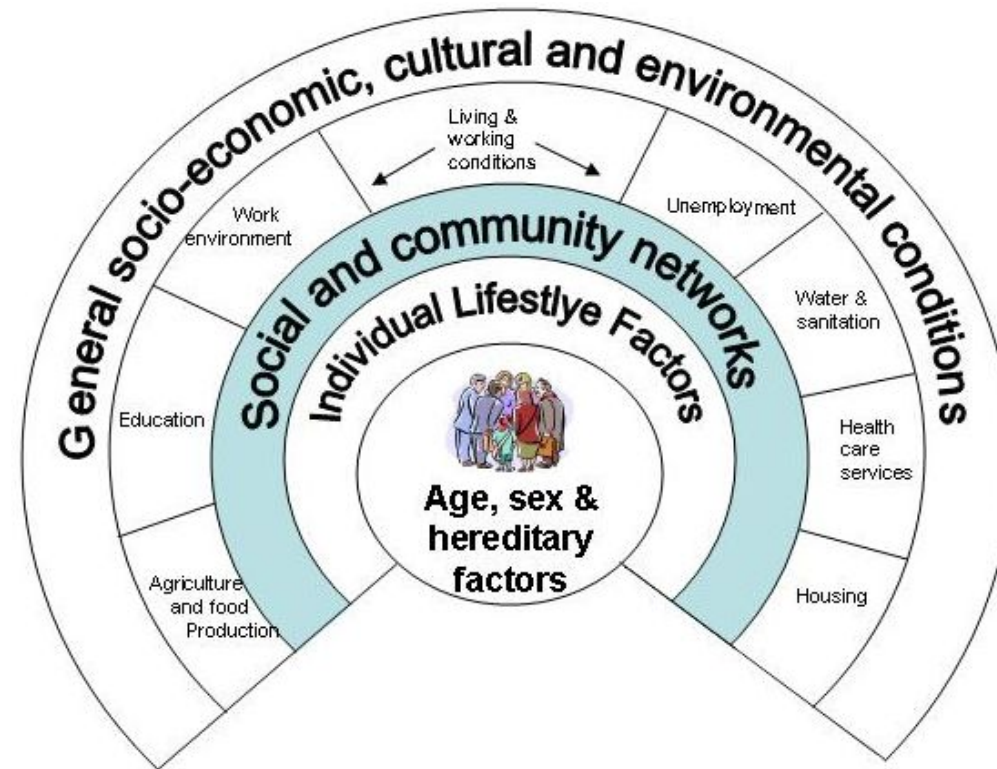 General socio-economic, cultural and environmental conditions
Living &
working
conditions
Work
environment
Unemployment
Social and community networks
Water &
sanitation
Individual Lifestlye Factors
Education
Health
care
services
Age, sex &
hereditary
factors
Agriculture
and food
Production
Housing